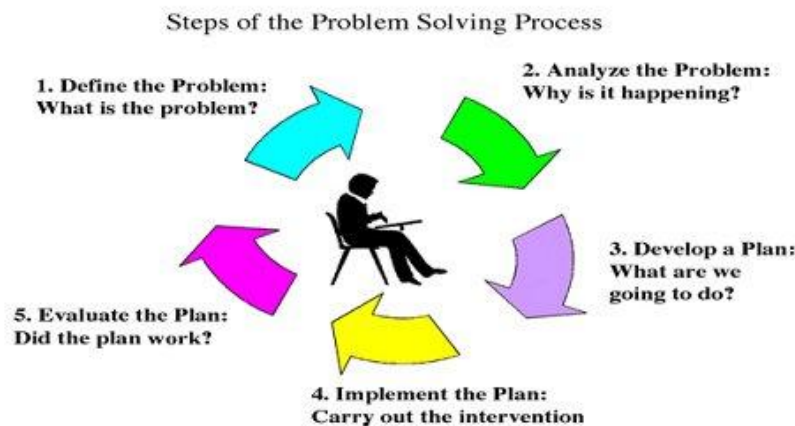 Steps of the Problem Solving Process
1. Define the Problem:
What is the problem?
2. Analyze the Problem:
Why is it happening?
3. Develop a Plan:
What are we
going to do?
4. Implement the Plan:
Carry out the intervention
5. Evaluate the Plan:
Did the plan work?